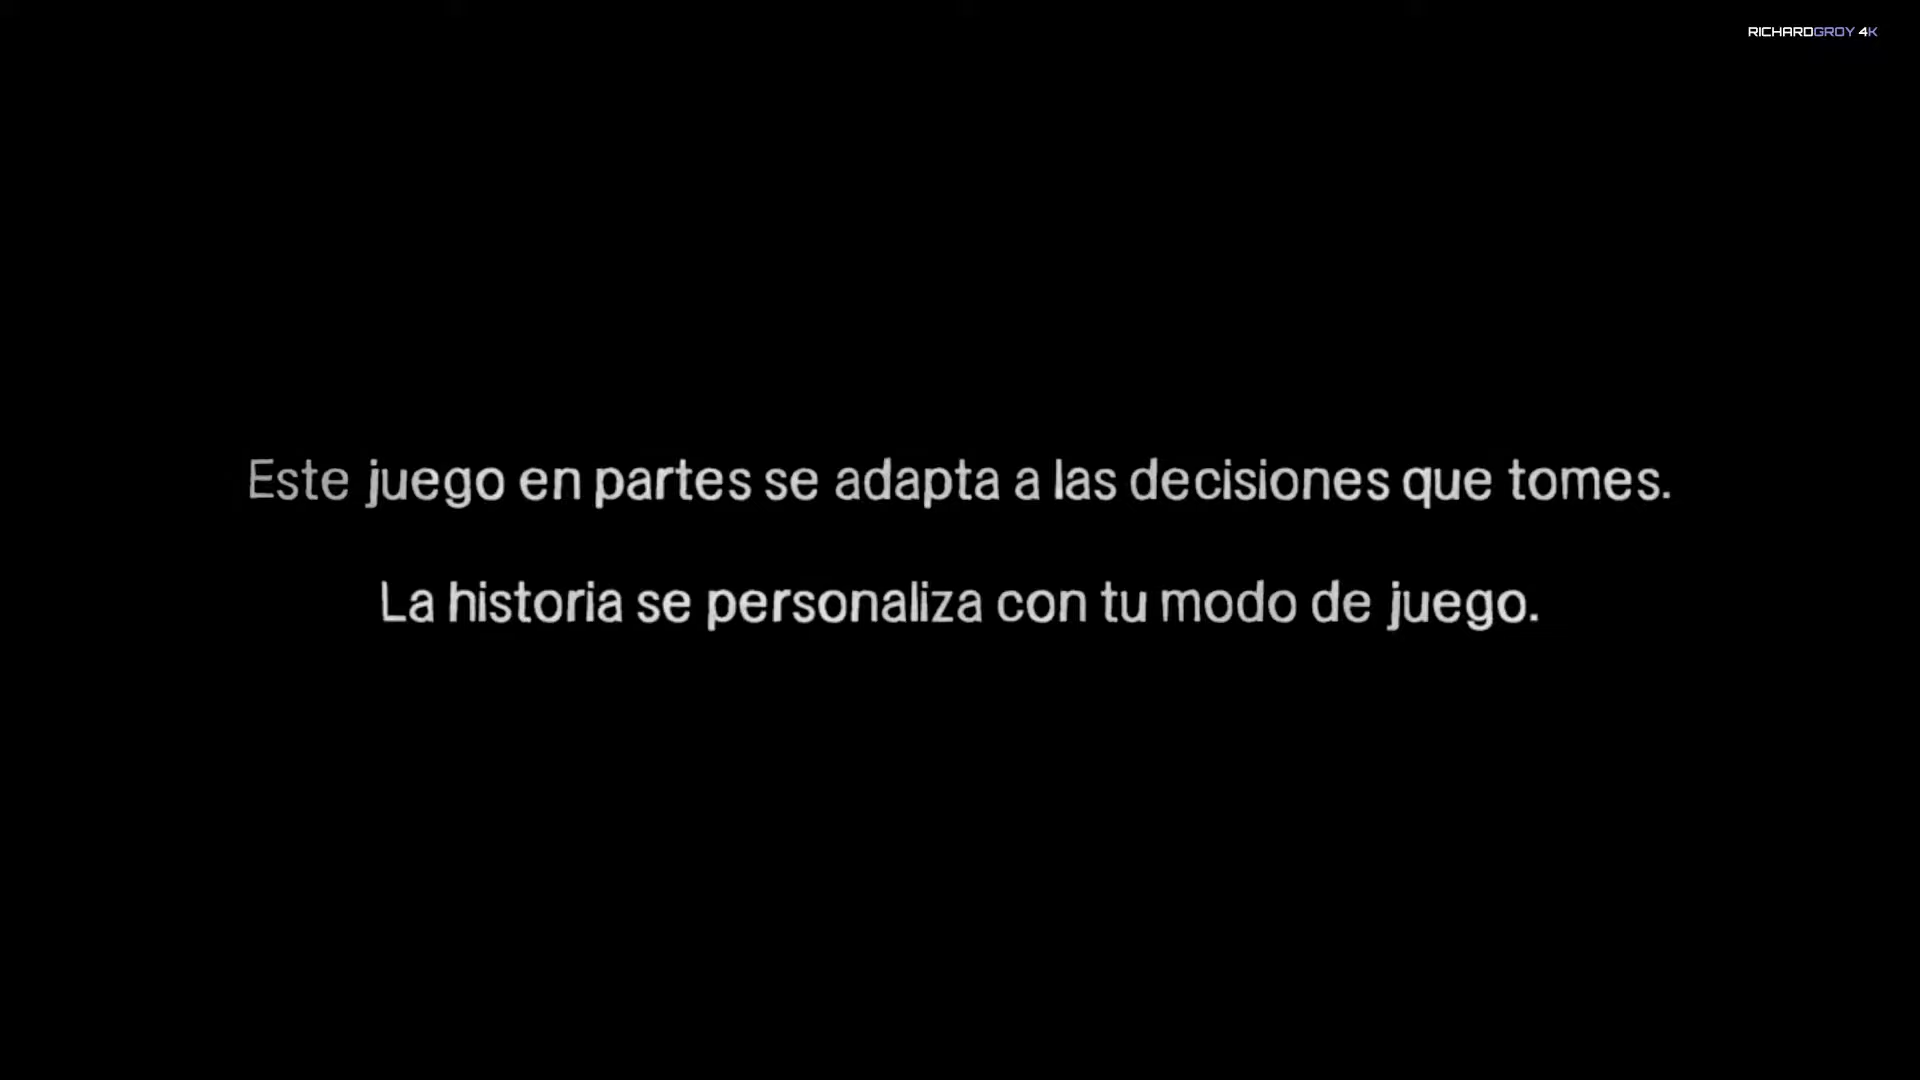 RICHARDGROY 4K
Este juego en partes se adapta a las decisiones que tomes.
La historia se personaliza con tu modo de juego.